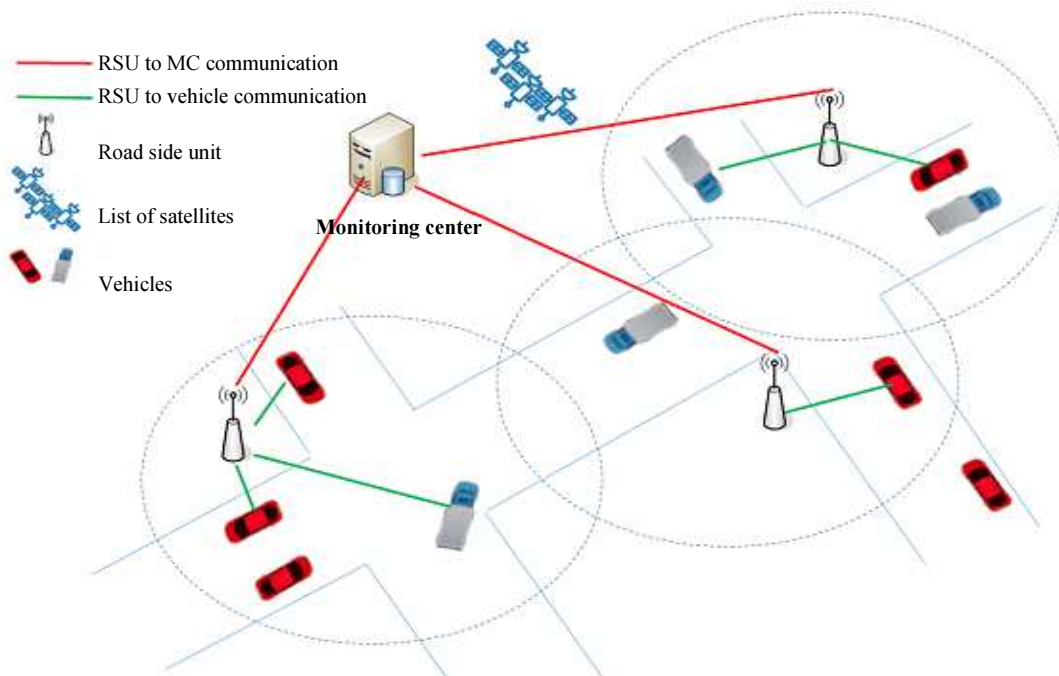 RSU to MC communication
RSU to vehicle communication
Road side unit
List of satellites
Vehicles
Monitoring center